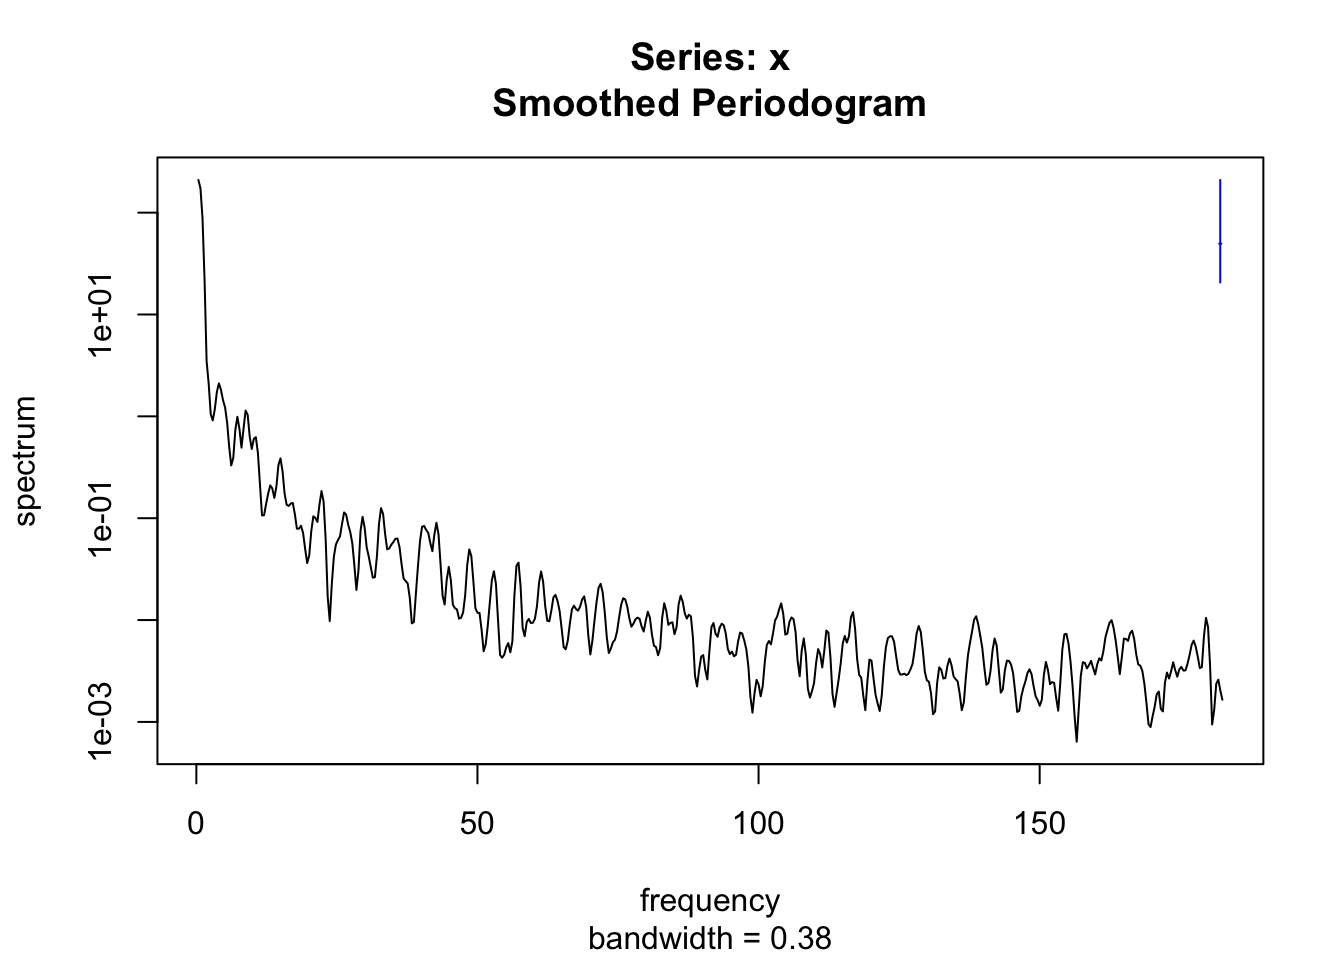 Series: x
Smoothed Periodogram
spectrum
1e+01
1e-01
1e-03
0 50 100 150
frequency
bandwidth = 0.38